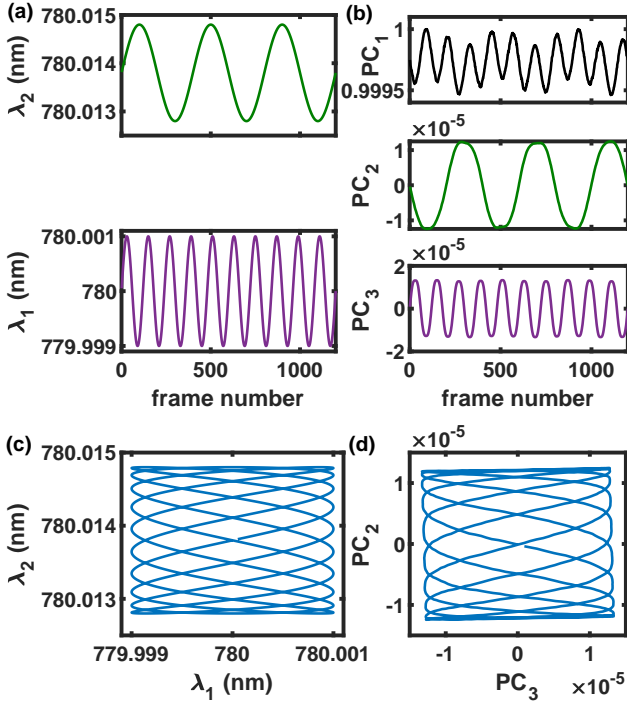 (a)
780.015
780.014
780.013
λ2 (nm)
780.001
780
779.999
λ1 (nm)
0
500
1000
frame number
(b)
1
0.9995
PC1
×10-5
1
0
-1
PC2
×10-5
2
0
-2
PC3
0
500
1000
frame number
(c)
780.015
780.014
780.013
λ2 (nm)
779.999
780
780.001
λ1 (nm)
(d)
×10-5
1
0
-1
PC2
-1
0
1
×10-5
PC3